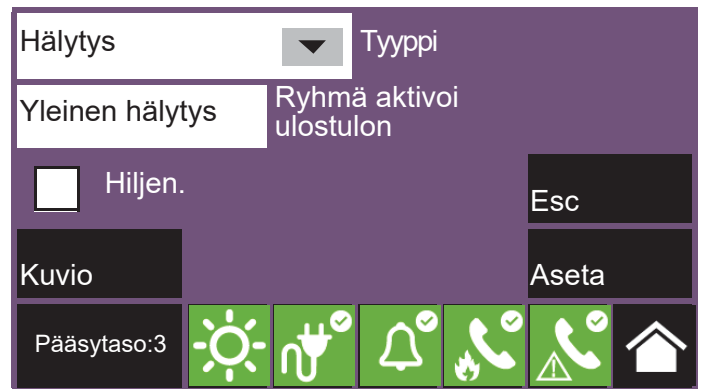 Hälytys
Tyyppi
Yleinen hälytys
Ryhmä aktivoi
ulostulon
Hiljen.
Esc
Kuvio
Aseta
Pääsytaso:3